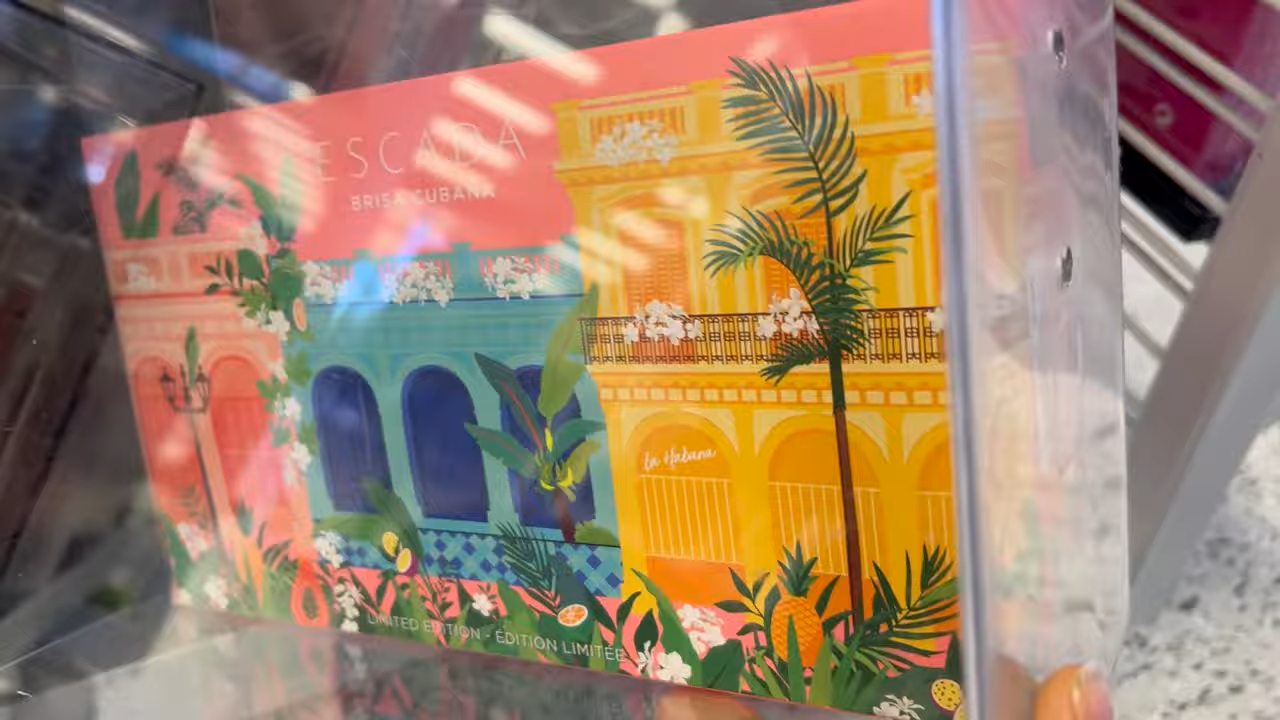 ESCADA
BRISA CUBANA
la Habana
LIMITED EDITION - ÉDITION LIMITÉE